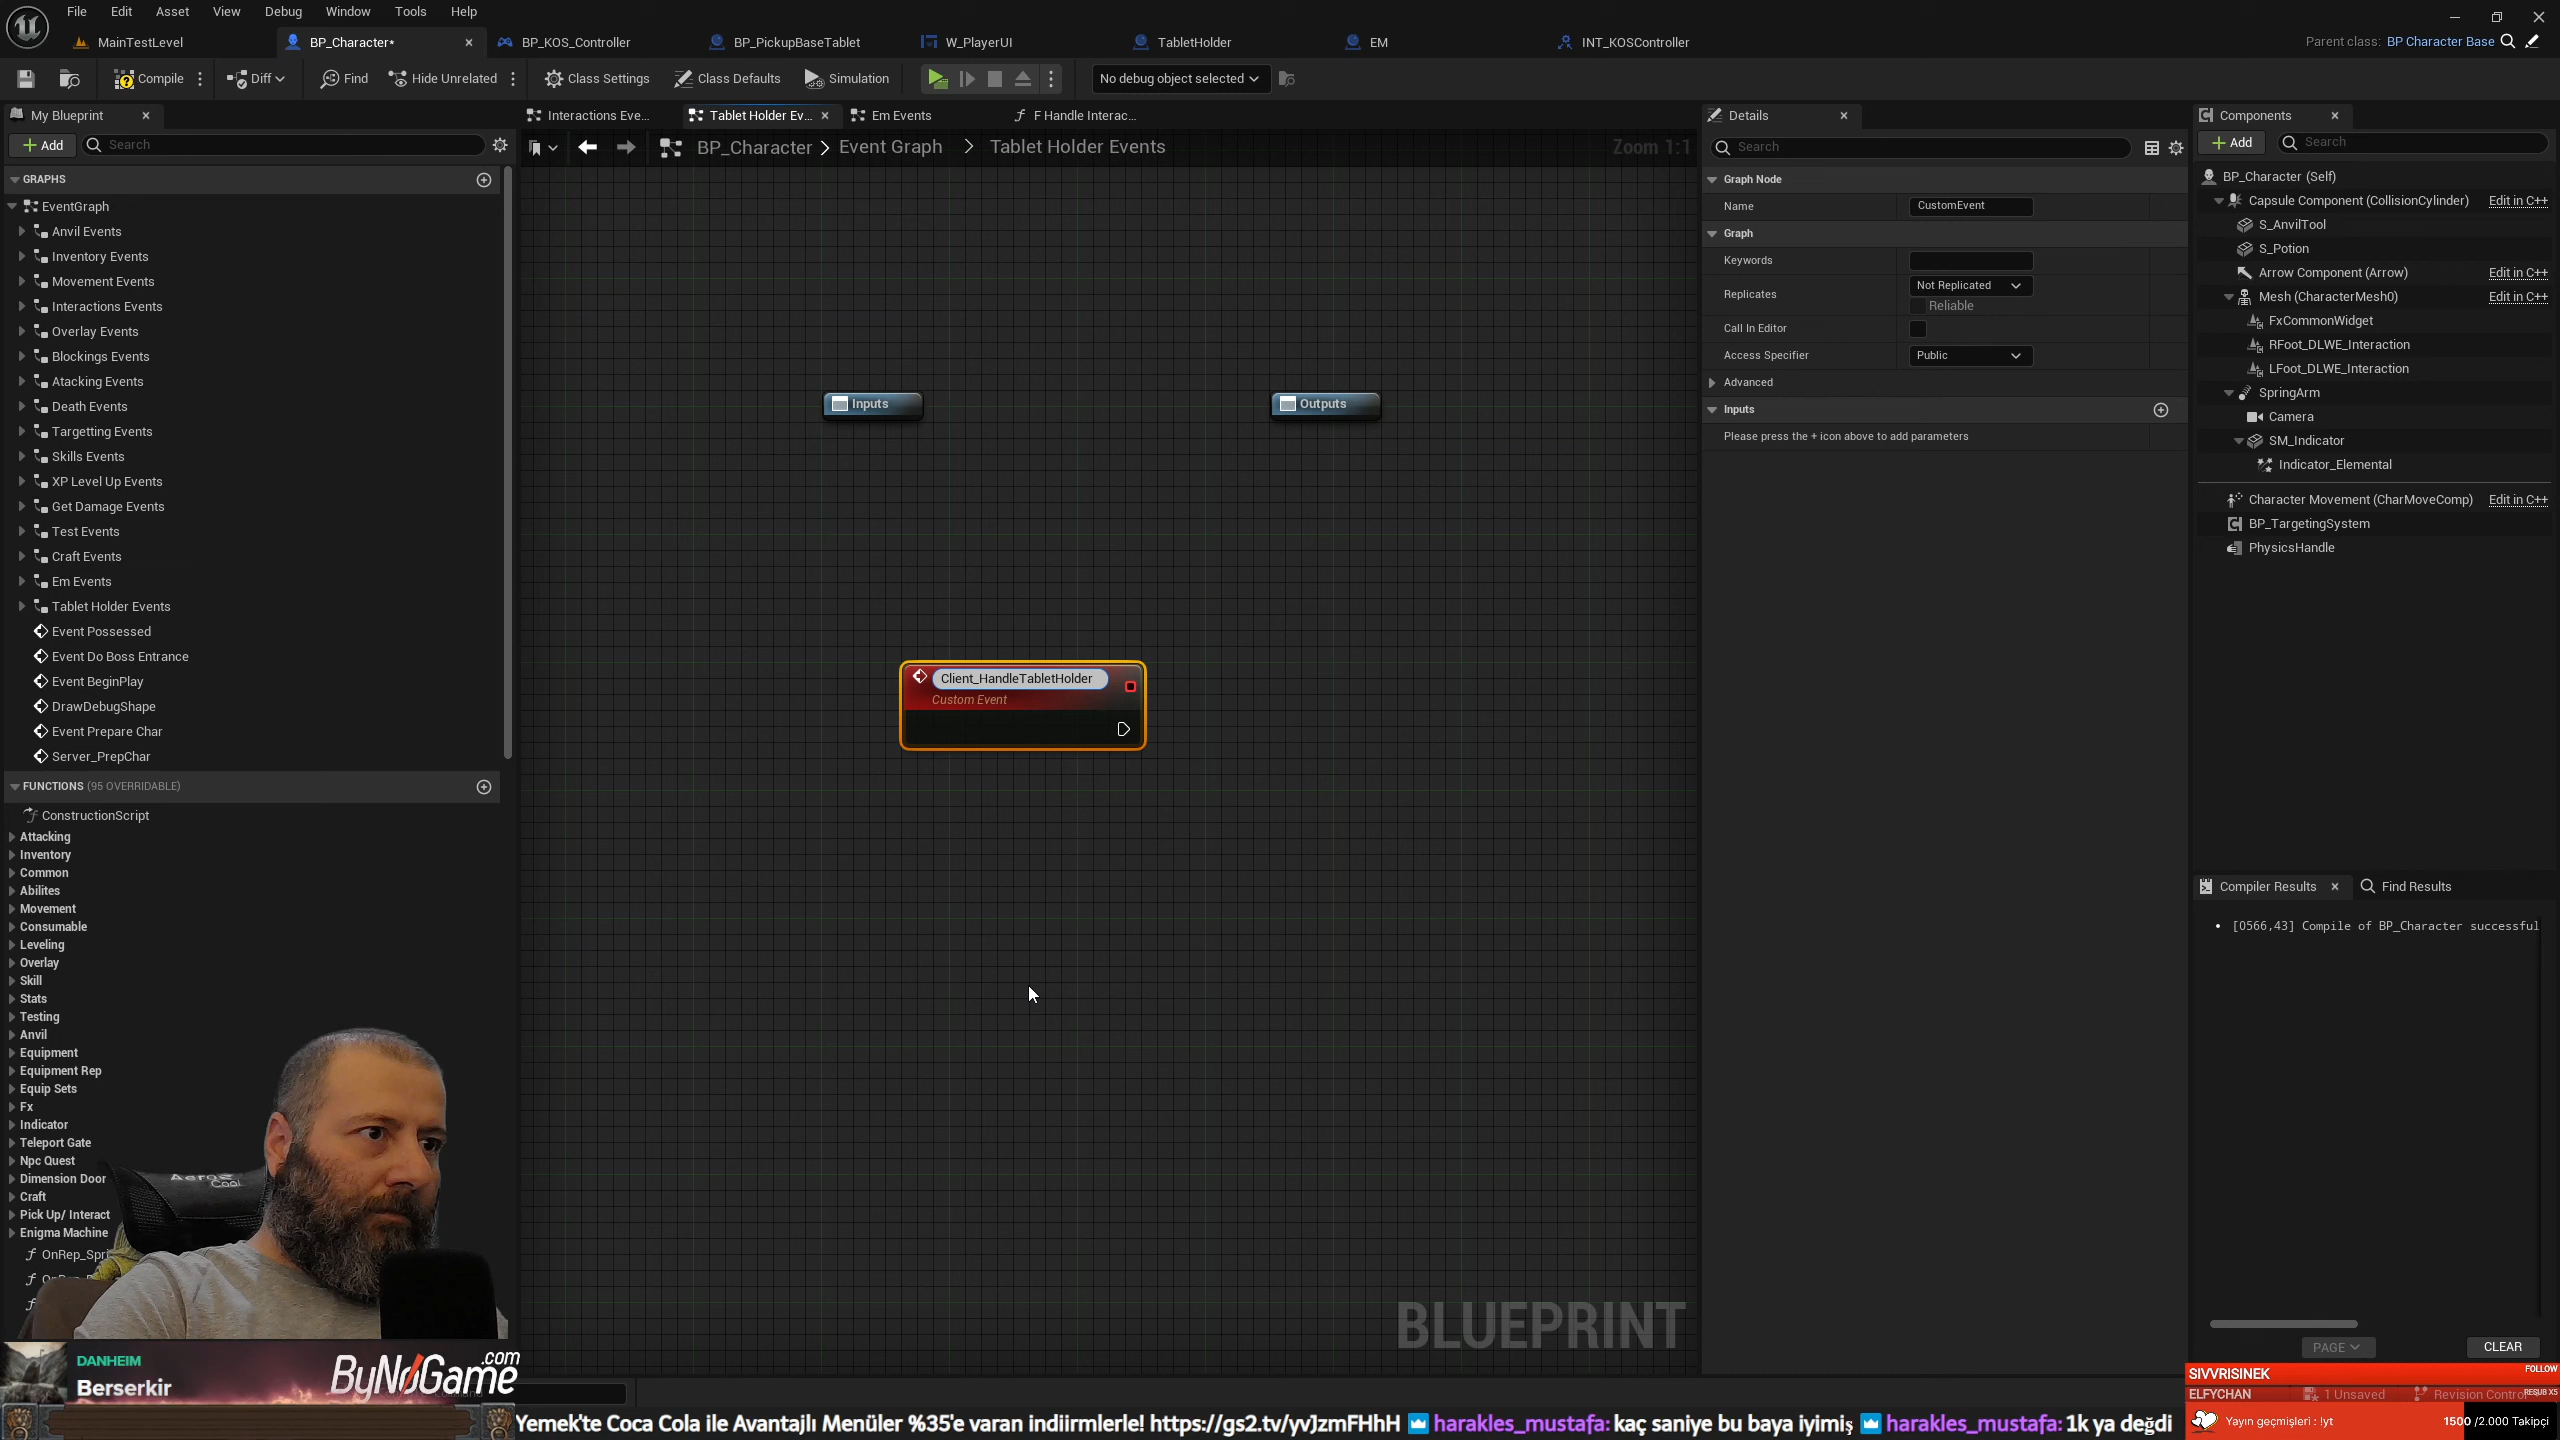 File Edit Asset View Debug Window Tools Help
MainTestLevel BP_Character* BP_KOS_Controller BP_PickupBaseTablet W_PlayerUI TabletHolder EM INT_KOSController
Parent class: BP Character Base
Compile Diff Find Hide Unrelated Class Settings Class Defaults Simulation No debug object selected
My Blueprint
Add Search
GRAPHS
EventGraph
Anvil Events
Inventory Events
Movement Events
Interactions Events
Overlay Events
Blockings Events
Atacking Events
Death Events
Targetting Events
Skills Events
XP Level Up Events
Get Damage Events
Test Events
Craft Events
Em Events
Tablet Holder Events
Event Possessed
Event Do Boss Entrance
Event BeginPlay
DrawDebugShape
Event Prepare Char
Server_PrepChar
FUNCTIONS (95 OVERRIDABLE)
ConstructionScript
Attacking
Inventory
Common
Abilites
Movement
Consumable
Leveling
Overlay
Skill
Stats
Testing
Anvil
Equipment
Equipment Rep
Equip Sets
Fx
Indicator
Teleport Gate
Npc Quest
Dimension Door
Craft
Pick Up/ Interact
Enigma Machine
OnRep_Spri
Interactions Eve... Tablet Holder Ev... Em Events F Handle Interac...
BP_Character > Event Graph > Tablet Holder Events
Zoom 1:1
Inputs
Outputs
Client_HandleTabletHolder
Custom Event
BLUEPRINT
Details
Search
Graph Node
Name CustomEvent
Graph
Keywords
Replicates Not Replicated
Reliable
Call In Editor
Access Specifier Public
Advanced
Inputs
Please press the + icon above to add parameters
Components
Add Search
BP_Character (Self)
Capsule Component (CollisionCylinder) Edit in C++
S_AnvilTool
S_Potion
Arrow Component (Arrow) Edit in C++
Mesh (CharacterMesh0) Edit in C++
FxCommonWidget
RFoot_DLWE_Interaction
LFoot_DLWE_Interaction
SpringArm
Camera
SM_Indicator
Indicator_Elemental
Character Movement (CharMoveComp) Edit in C++
BP_TargetingSystem
PhysicsHandle
Compiler Results Find Results
[0566,43] Compile of BP_Character successful
PAGE CLEAR
Aero
Cool
DANHEIM
Berserkir
ByNoGame.com
SIVVRISINEK FOLLOW
ELFYCHAN 1 Unsaved Revision Contro RESUB X5
Yemek'te Coca Cola ile Avantajlı Menüler %35'e varan indiirmlerle! https://gs2.tv/yvJzmFHhH harakles_mustafa: kaç saniye bu baya iyimiş harakles_mustafa: 1k ya değdi
Yayın geçmişleri : !yt 1500 /2.000 Takipçi